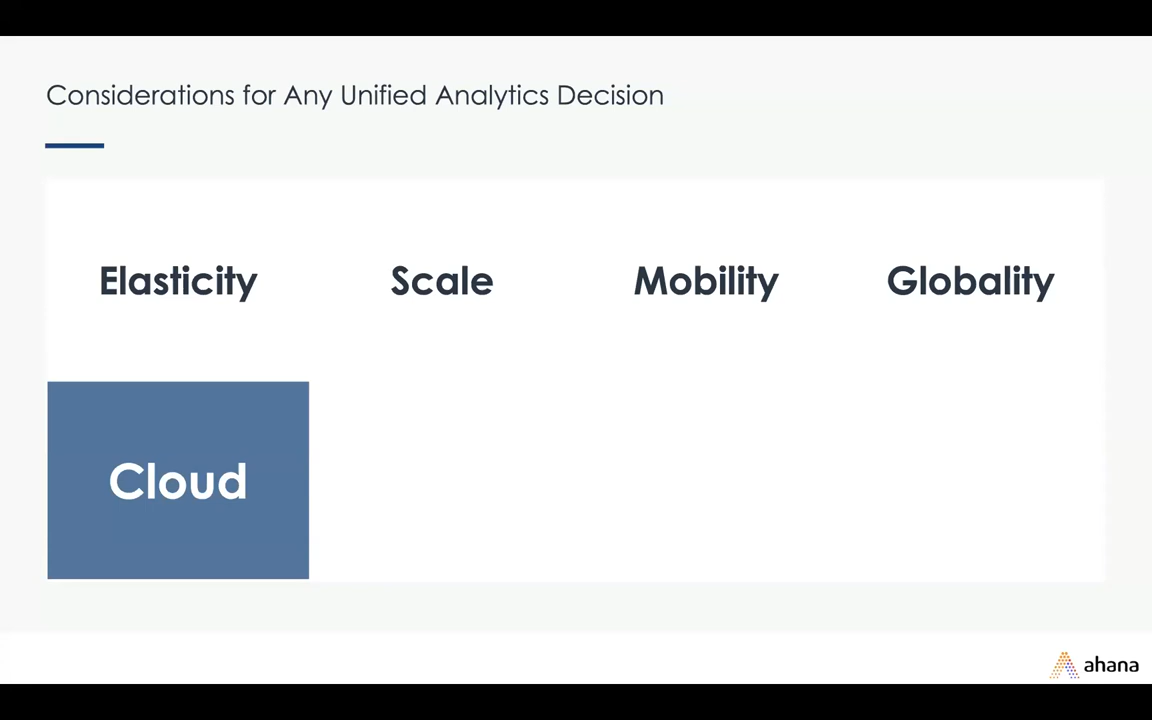 Considerations for Any Unified Analytics Decision
Elasticity Scale Mobility Globality
Cloud
ahana